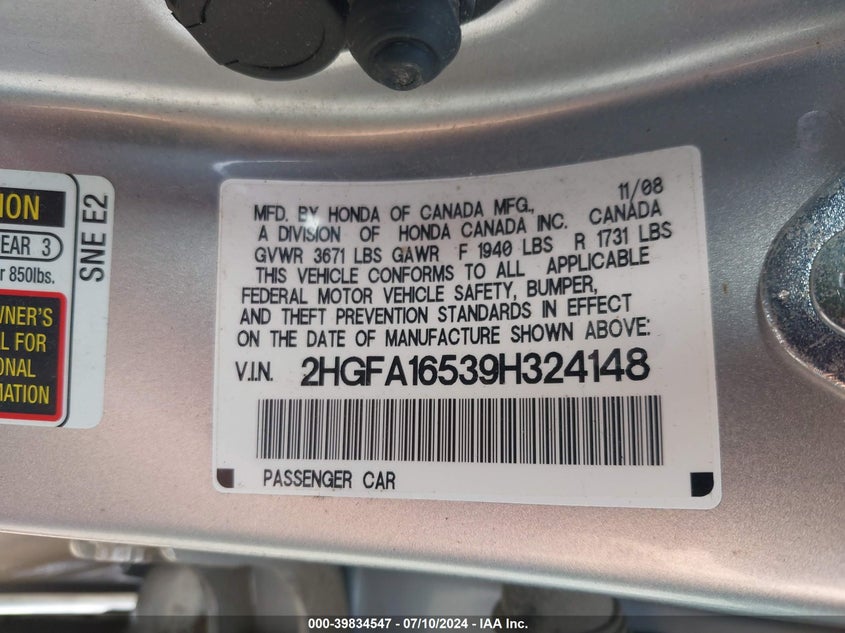 ION
EAR 3
r 850lbs.
WNER'S
L FOR
ONAL
MATION
SNE E2
11/08
MFD. BY HONDA OF CANADA MFG.,
A DIVISION OF HONDA CANADA INC. CANADA
GVWR 3671 LBS GAWR F 1940 LBS R 1731 LBS
THIS VEHICLE CONFORMS TO ALL APPLICABLE
FEDERAL MOTOR VEHICLE SAFETY, BUMPER,
AND THEFT PREVENTION STANDARDS IN EFFECT
ON THE DATE OF MANUFACTURE SHOWN ABOVE:
V.I.N. 2HGFA16539H324148
PASSENGER CAR
000-39834547 - 07/10/2024 - IAA Inc.